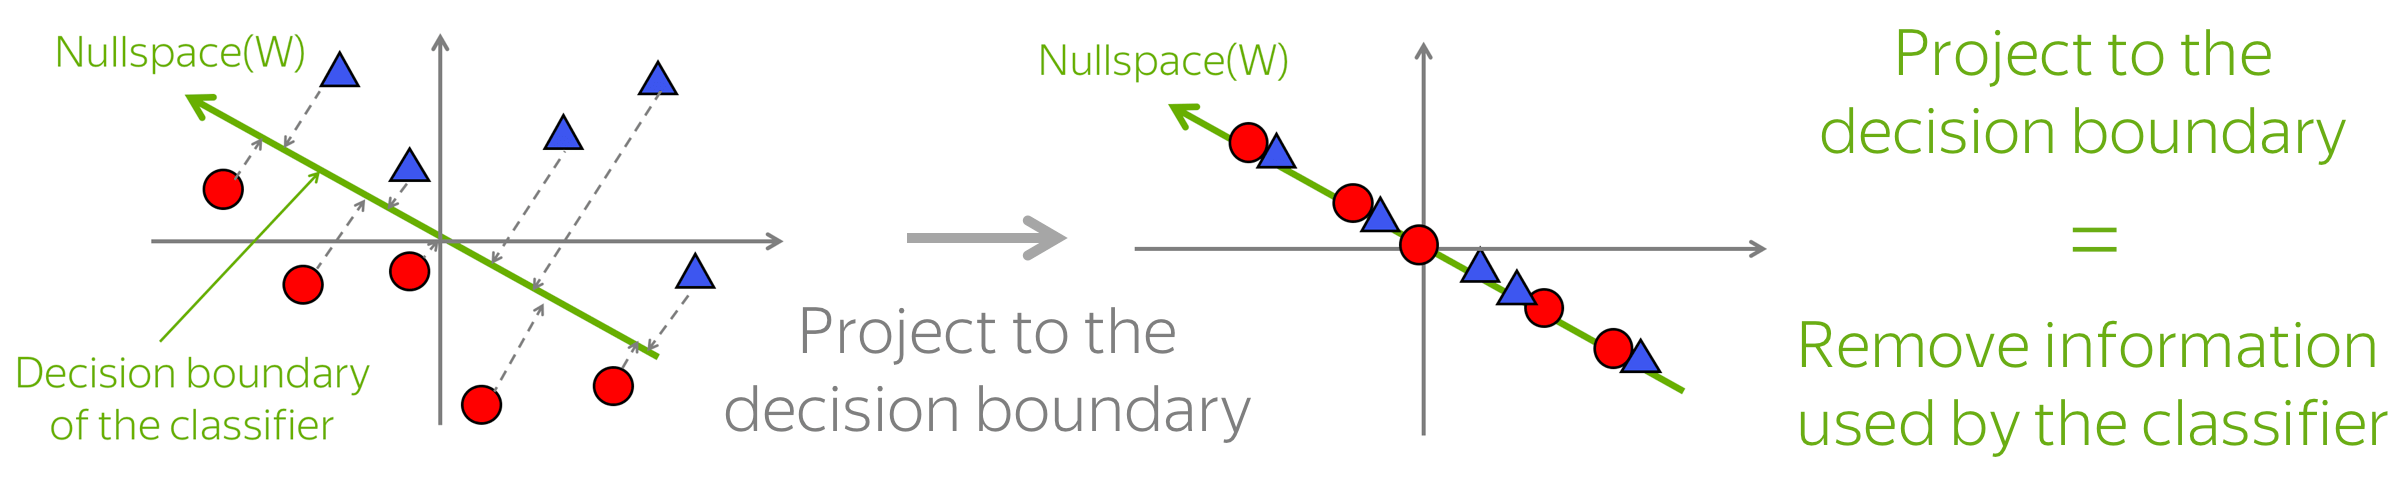 Nullspace(W)
Decision boundary
of the classifier
Project to the
decision boundary
Nullspace(W)
Project to the
decision boundary
=
Remove information
used by the classifier